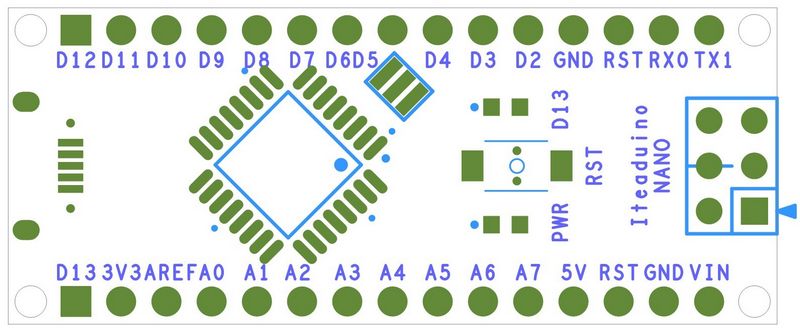 D12 D11 D10 D9 D8 D7 D6 D5 D4 D3 D2 GND RST RX0 TX1
D13
RST
PWR
Iteaduino
NANO
D13 3V3 AREF A0 A1 A2 A3 A4 A5 A6 A7 5V RST GND VIN